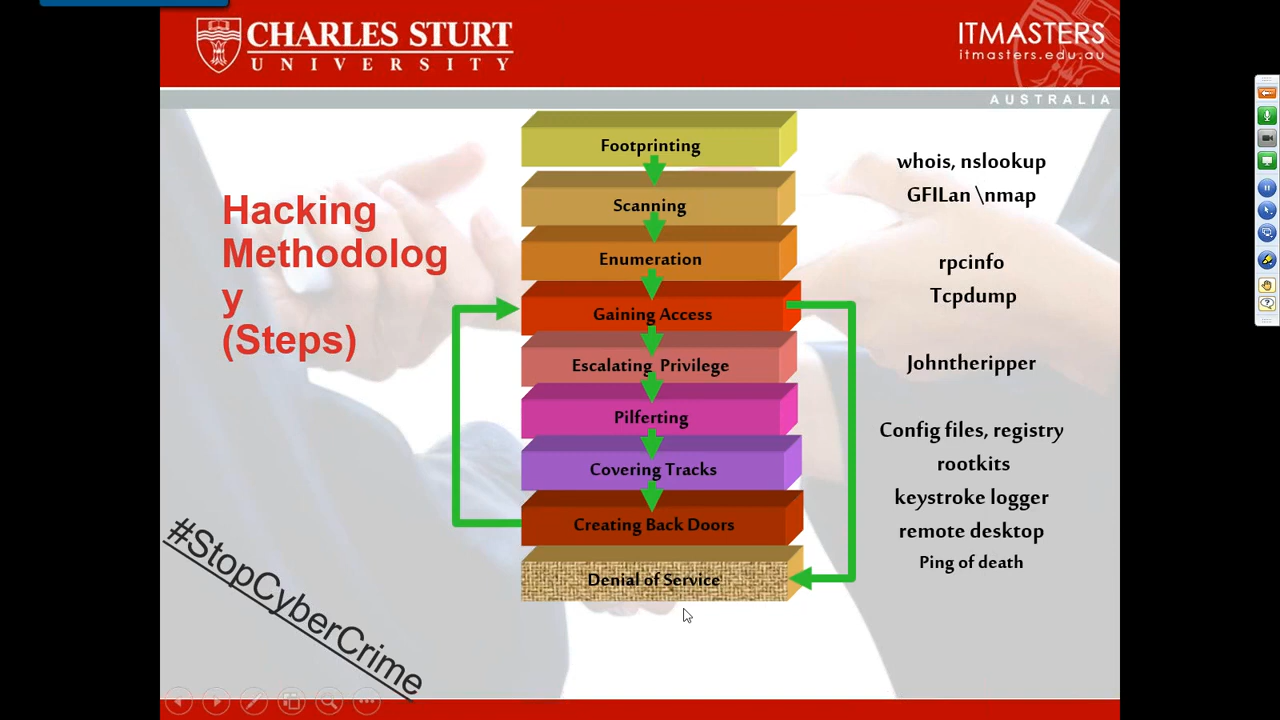 CHARLES STURT
UNIVERSITY
ITMASTERS
itmasters.edu.au
AUSTRALIA
Hacking
Methodolog
y
(Steps)
Footprinting
Scanning
Enumeration
Gaining Access
Escalating Privilege
Pilferting
Covering Tracks
Creating Back Doors
Denial of Service
whois, nslookup
GFILan \nmap
rpcinfo
Tcpdump
Johntheripper
Config files, registry
rootkits
keystroke logger
remote desktop
Ping of death
#StopCyberCrime